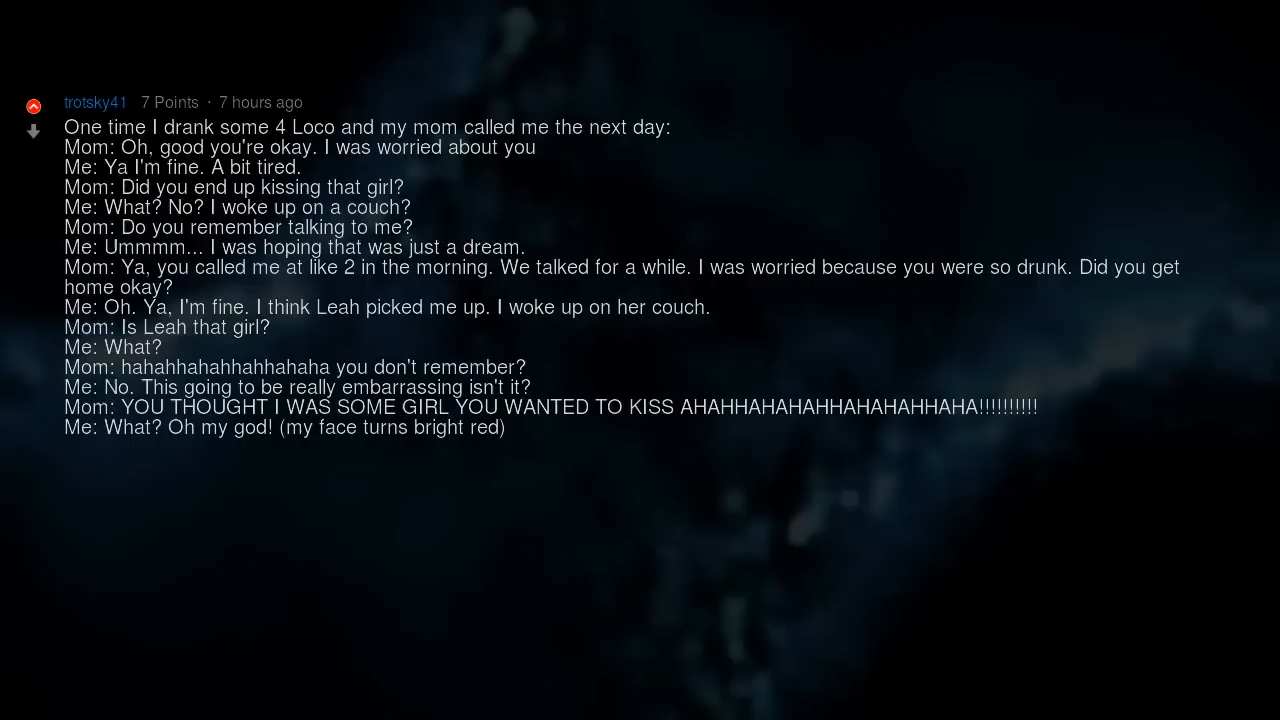 trotsky41 7 Points · 7 hours ago
One time I drank some 4 Loco and my mom called me the next day:
Mom: Oh, good you're okay. I was worried about you
Me: Ya I'm fine. A bit tired.
Mom: Did you end up kissing that girl?
Me: What? No? I woke up on a couch?
Mom: Do you remember talking to me?
Me: Ummmm... I was hoping that was just a dream.
Mom: Ya, you called me at like 2 in the morning. We talked for a while. I was worried because you were so drunk. Did you get
home okay?
Me: Oh. Ya, I'm fine. I think Leah picked me up. I woke up on her couch.
Mom: Is Leah that girl?
Me: What?
Mom: hahahhahahhahhahaha you don't remember?
Me: No. This going to be really embarrassing isn't it?
Mom: YOU THOUGHT I WAS SOME GIRL YOU WANTED TO KISS AHAHHAHAHAHHAHAHAHHAHA!!!!!!!!!!
Me: What? Oh my god! (my face turns bright red)